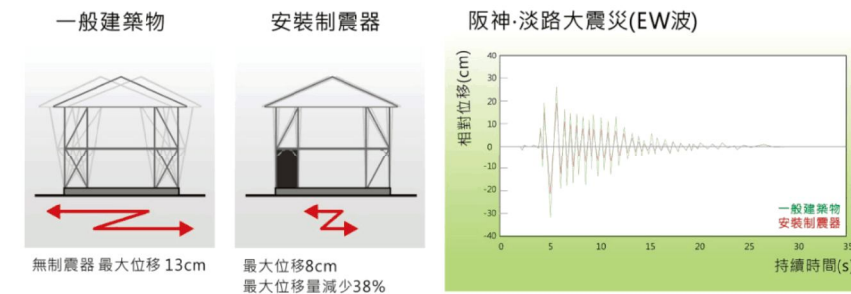 一般建築物
安裝制震器
阪神·淡路大震災(EW波)
無制震器 最大位移 13cm
最大位移8cm
最大位移量減少38%
相對位移(cm)
40
30
20
10
0
-10
-20
-30
-40
0 5 10 15 20 25 30 35
一般建築物
安裝制震器
持續時間(s)